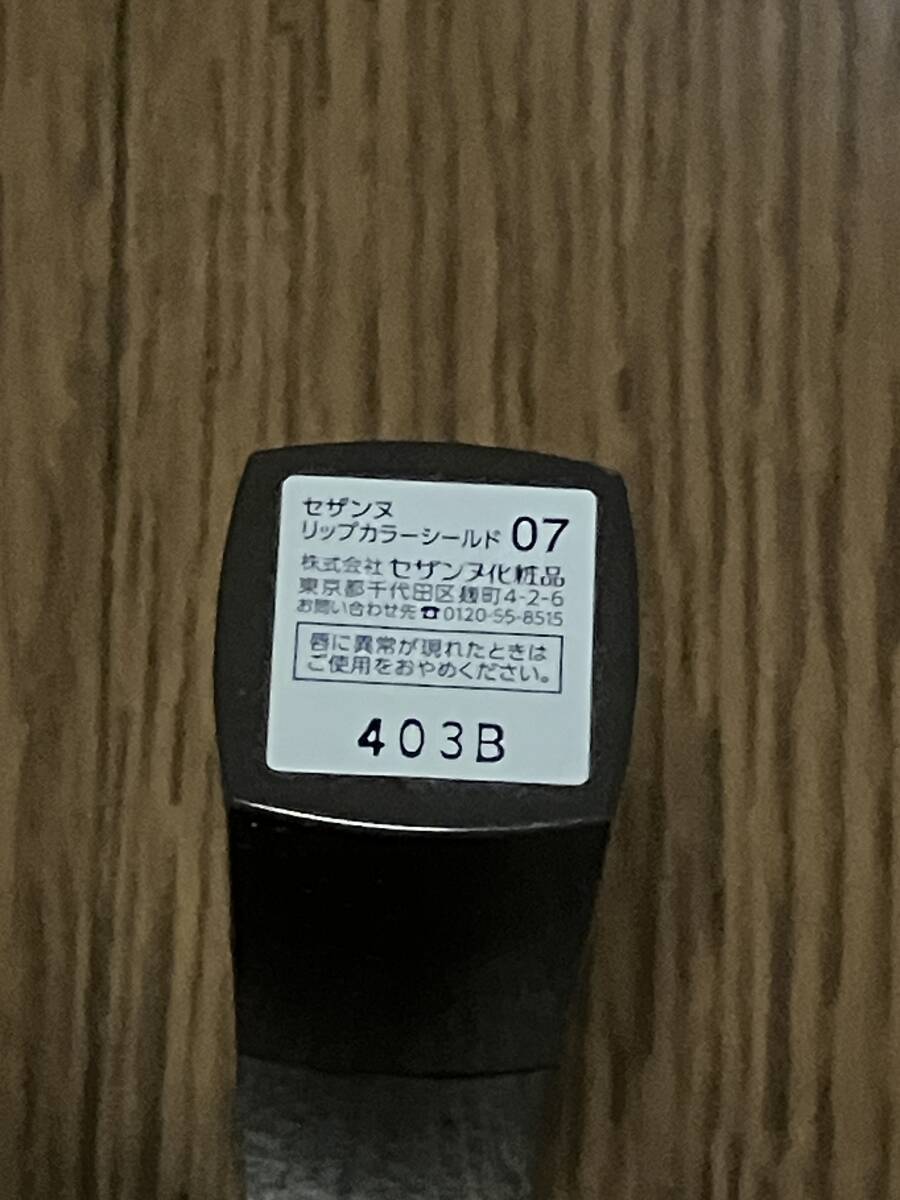 セザンヌ
リップカラーシールド 07
株式会社 セザンヌ化粧品
東京都千代田区麹町4-2-6
お問い合わせ先☎0120-55-8515
唇に異常が現れたときは
ご使用をおやめください。
403B